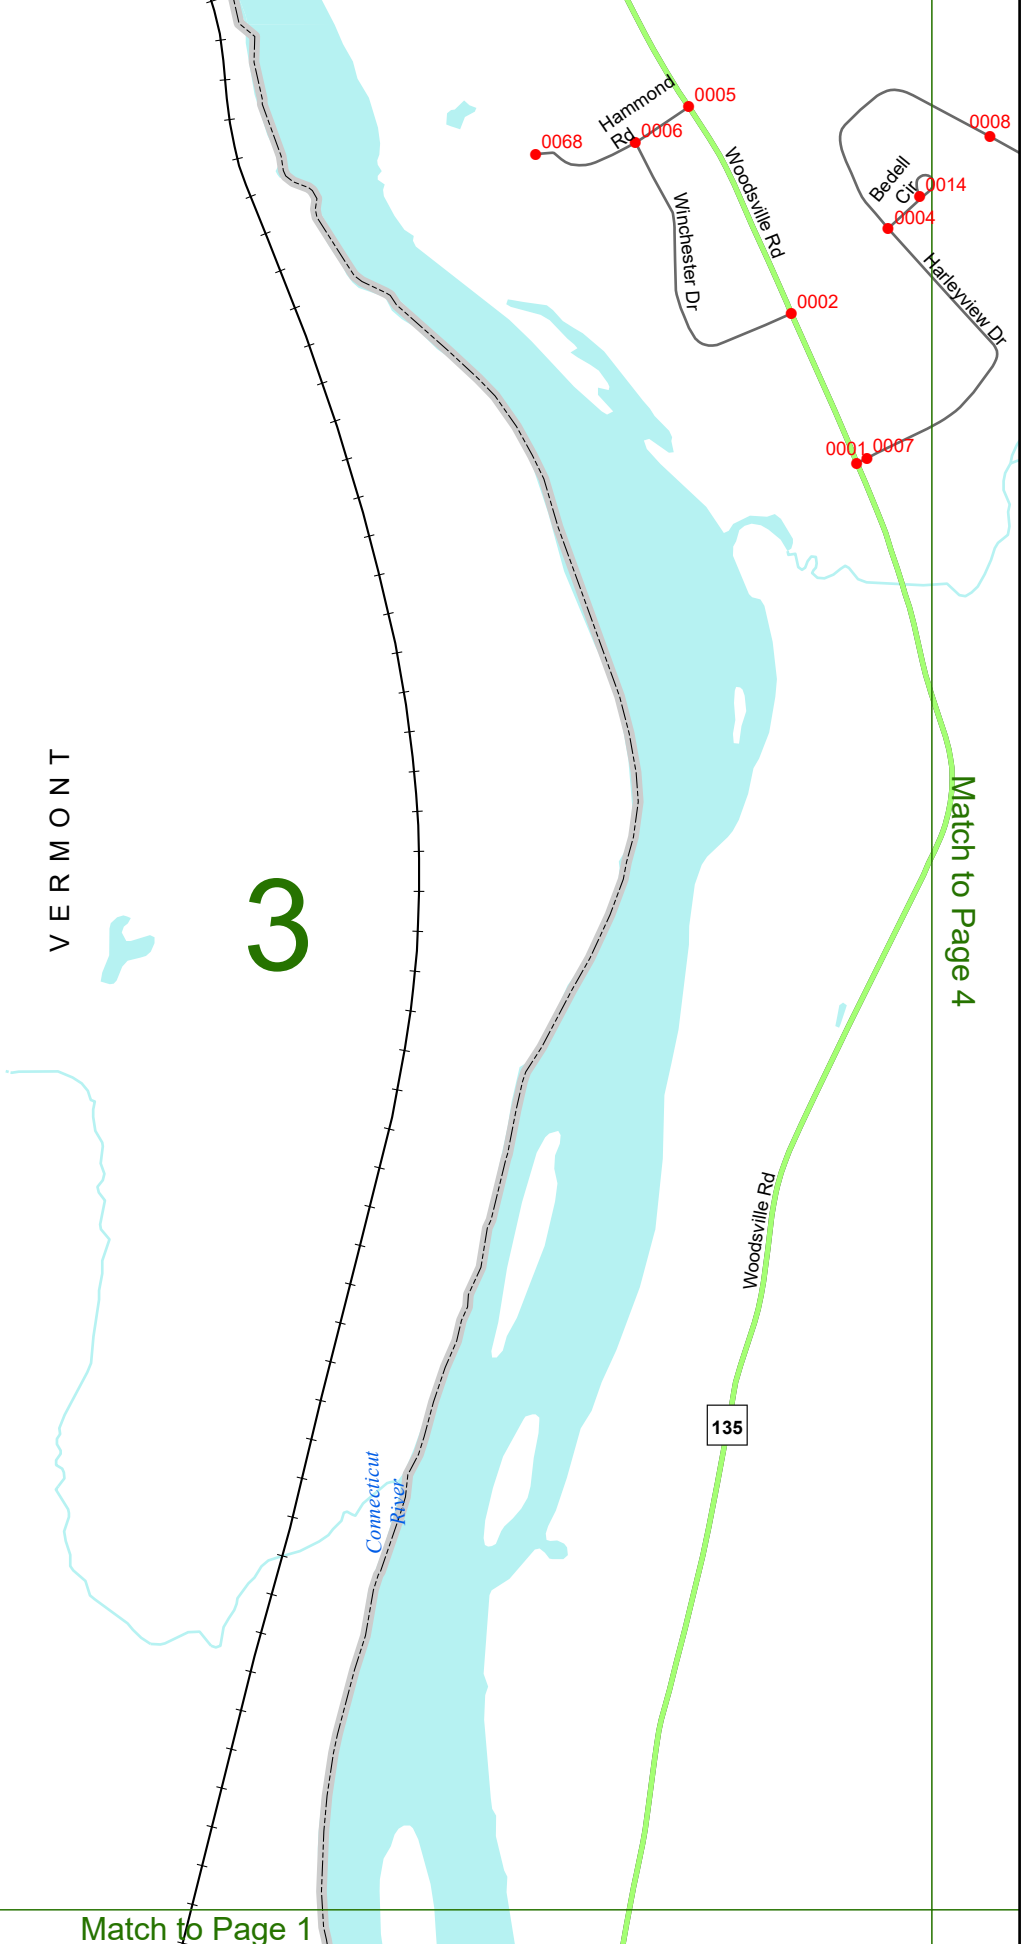 Hammond
Rd
0005
0006
0068
0008
Woodsville Rd
Bedell
Cir
0014
0004
Winchester Dr
Harleyview Dr
0002
0001
0007
VERMONT
3
Match to Page 4
Woodsville Rd
135
Connecticut
River
Match to Page 1